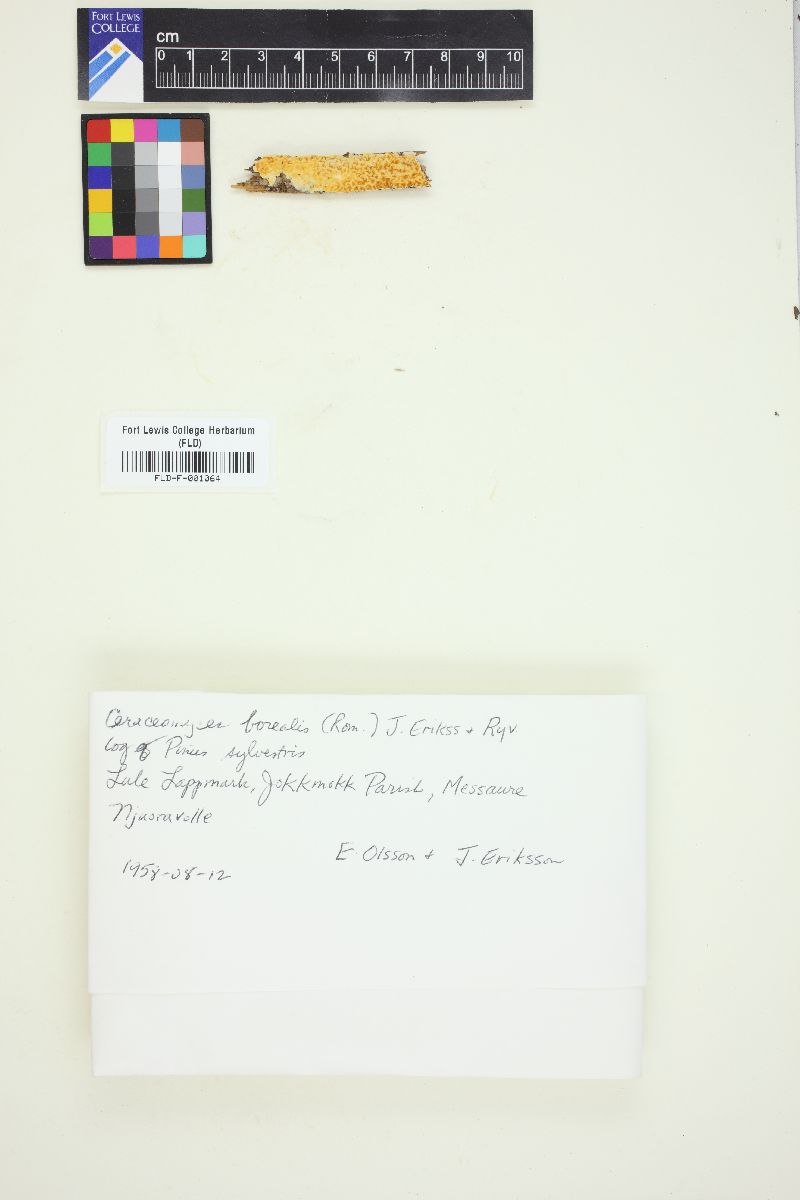 FORT LEWIS
COLLEGE
cm
0 1 2 3 4 5 6 7 8 9 10
Fort Lewis College Herbarium
(FLD)
FLD-F-001064
Ceraceomyces borealis (Rom.) J. Erikss + Ryv.
Log of Pinus sylvestris
Lule Lappmark, Jokkmokk Parish, Messaure
Njuoravolle
E Olsson + J. Eriksson
1958-08-12